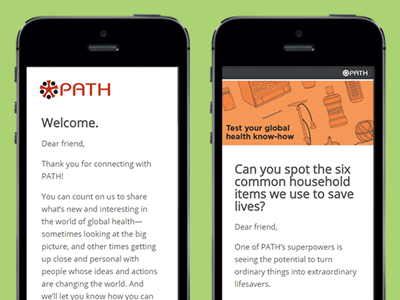 PATH
Welcome.
Dear friend,
Thank you for connecting with
PATH!
You can count on us to share
what's new and interesting in
the world of global health—
sometimes looking at the big
picture, and other times getting
up close and personal with
people whose ideas and actions
are changing the world. And
we'll let you know how you can
PATH
Test your global
health know-how
Can you spot the six
common household
items we use to save
lives?
Dear friend,
One of PATH's superpowers is
seeing the potential to turn
ordinary things into extraordinary
lifesavers.